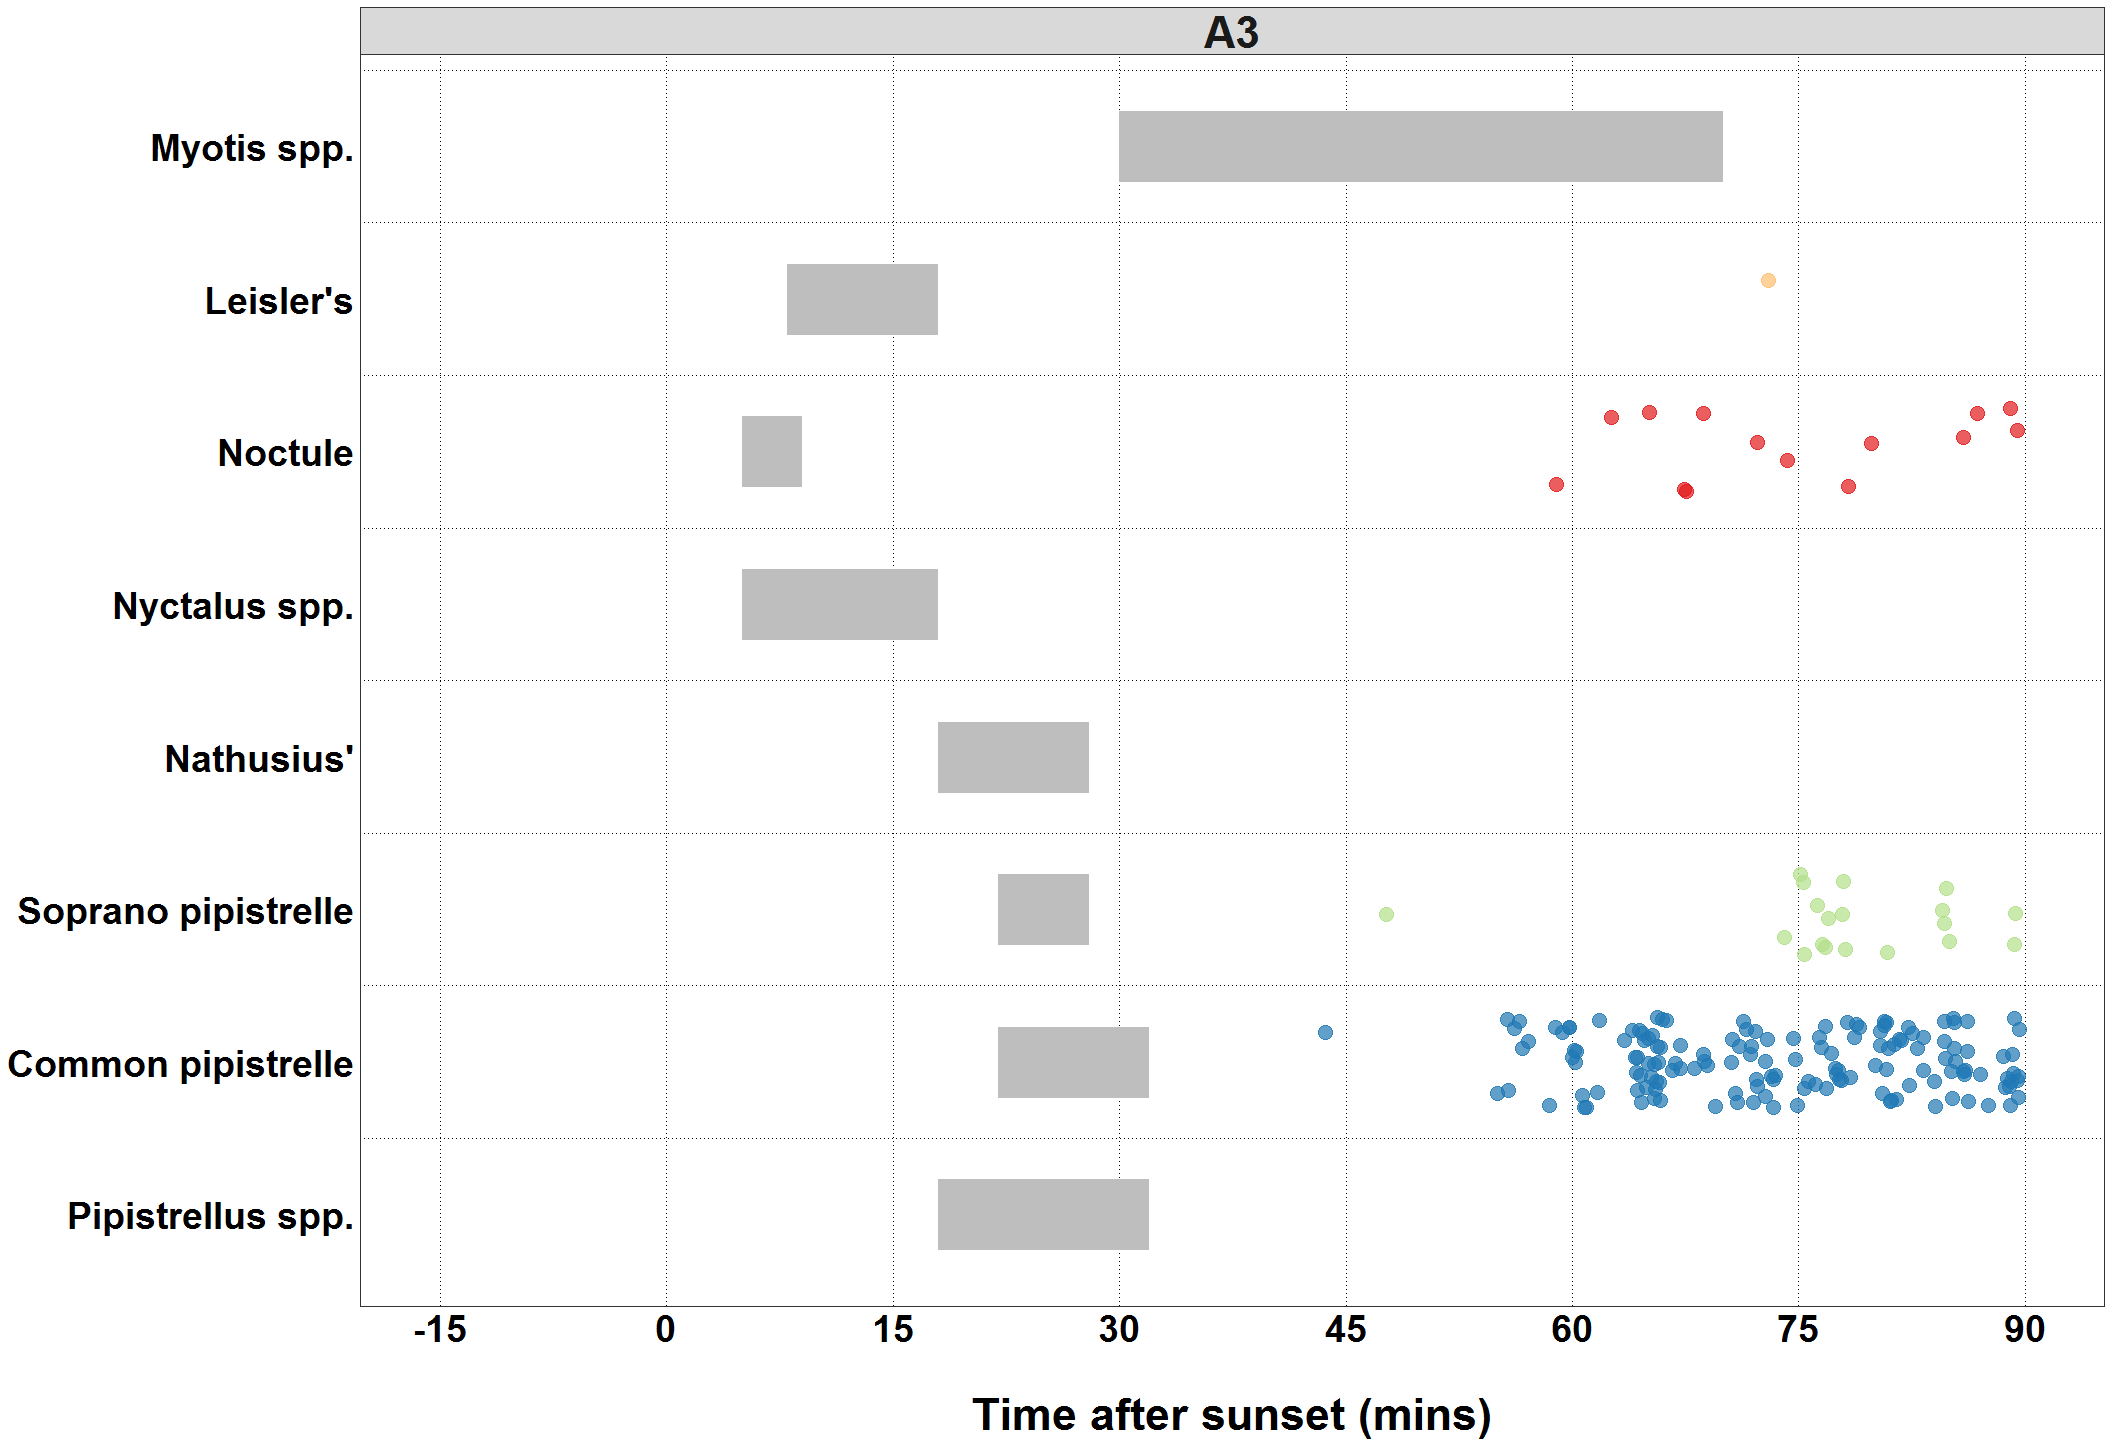 A3
Myotis spp.
Leisler's
Noctule
Nyctalus spp.
Nathusius'
Soprano pipistrelle
Common pipistrelle
Pipistrellus spp.
-15 0 15 30 45 60 75 90
Time after sunset (mins)